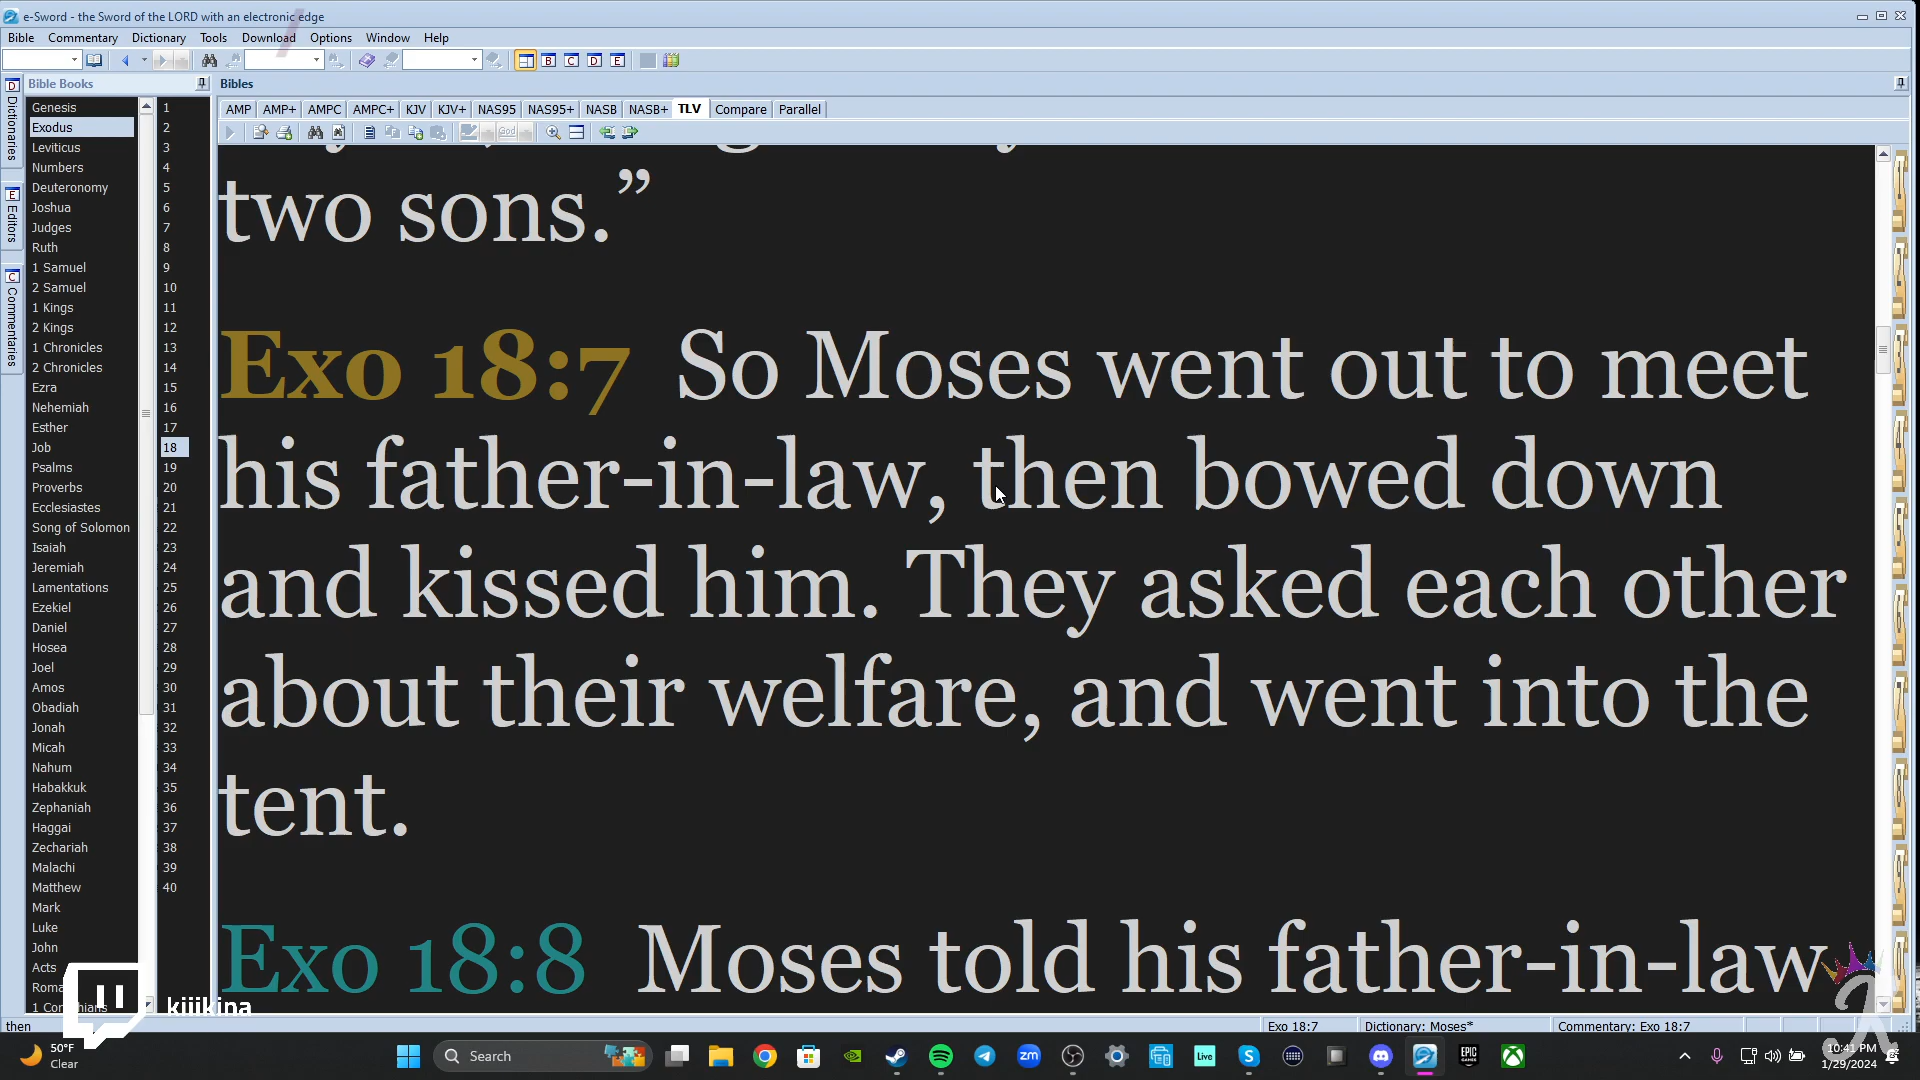 e-Sword - the Sword of the LORD with an electronic edge
Bible Commentary Dictionary Tools Download Options Window Help
B C D E
Bible Books
Bibles
AMP AMP+ AMPC AMPC+ KJV KJV+ NAS95 NAS95+ NASB NASB+ TLV Compare Parallel
D Dictionaries
E Editors
C Commentaries
Genesis
Exodus
Leviticus
Numbers
Deuteronomy
Joshua
Judges
Ruth
1 Samuel
2 Samuel
1 Kings
2 Kings
1 Chronicles
2 Chronicles
Ezra
Nehemiah
Esther
Job
Psalms
Proverbs
Ecclesiastes
Song of Solomon
Isaiah
Jeremiah
Lamentations
Ezekiel
Daniel
Hosea
Joel
Amos
Obadiah
Jonah
Micah
Nahum
Habakkuk
Zephaniah
Haggai
Zechariah
Malachi
Matthew
Mark
Luke
John
Acts
1
2
3
4
5
6
7
8
9
10
11
12
13
14
15
16
17
18
19
20
21
22
23
24
25
26
27
28
29
30
31
32
33
34
35
36
37
38
39
40
two sons.”
Exo 18:7 So Moses went out to meet
his father-in-law, then bowed down
and kissed him. They asked each other
about their welfare, and went into the
tent.
Exo 18:8 Moses told his father-in-law
kijikina
then
Exo 18:7
Dictionary: Moses*
Commentary: Exo 18:7
50°F
Clear
Search
zm
Live
EPIC GAMES
10:41 PM
1/29/2024